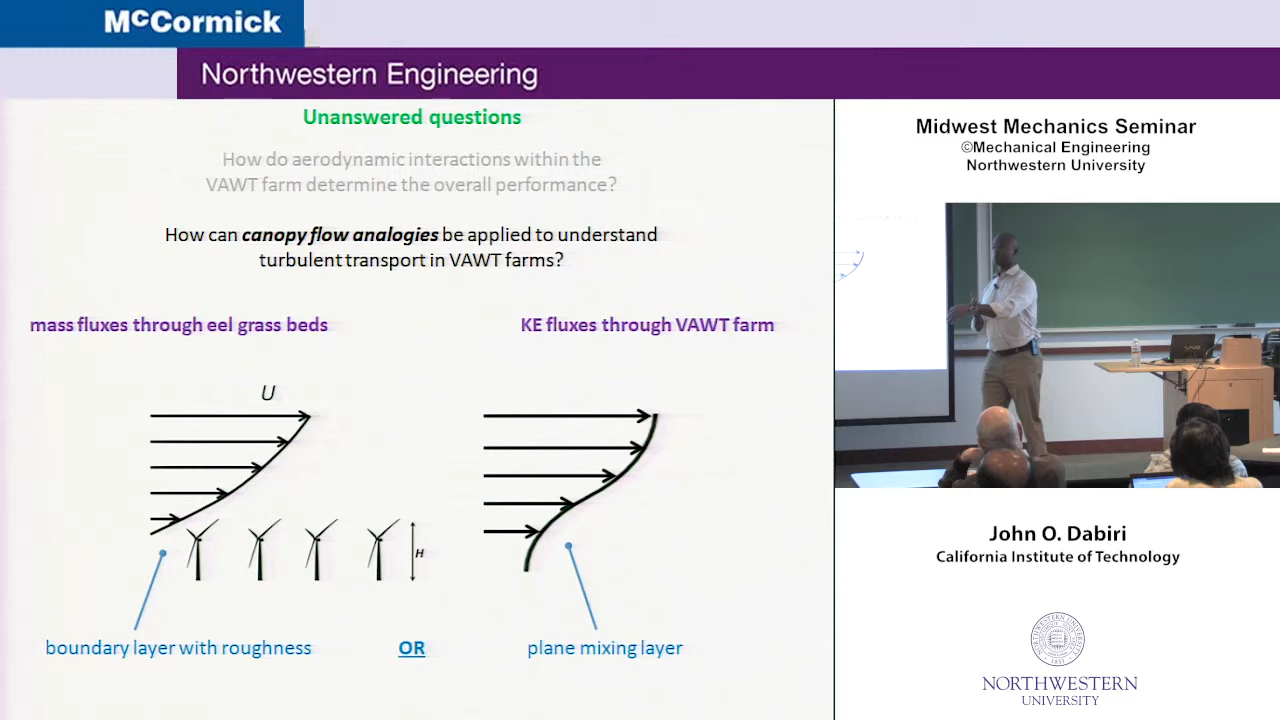 McCormick
Northwestern Engineering
Unanswered questions
How do aerodynamic interactions within the
VAWT farm determine the overall performance?
How can canopy flow analogies be applied to understand
turbulent transport in VAWT farms?
mass fluxes through eel grass beds
KE fluxes through VAWT farm
U
H
boundary layer with roughness
OR
plane mixing layer
Midwest Mechanics Seminar
©Mechanical Engineering
Northwestern University
VAIO
John O. Dabiri
California Institute of Technology
NORTHWESTERN
UNIVERSITY